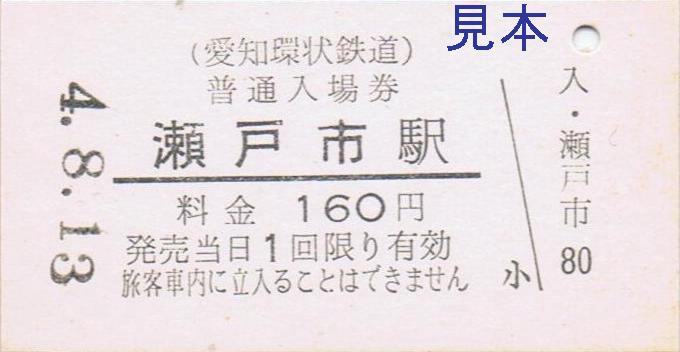 見本
(愛知環状鉄道)
普通入場券
瀬戸市駅
料金 160円
発売当日1回限り有効
旅客車内に立入ることはできません
4.8.13
小
入・瀬戸市
80